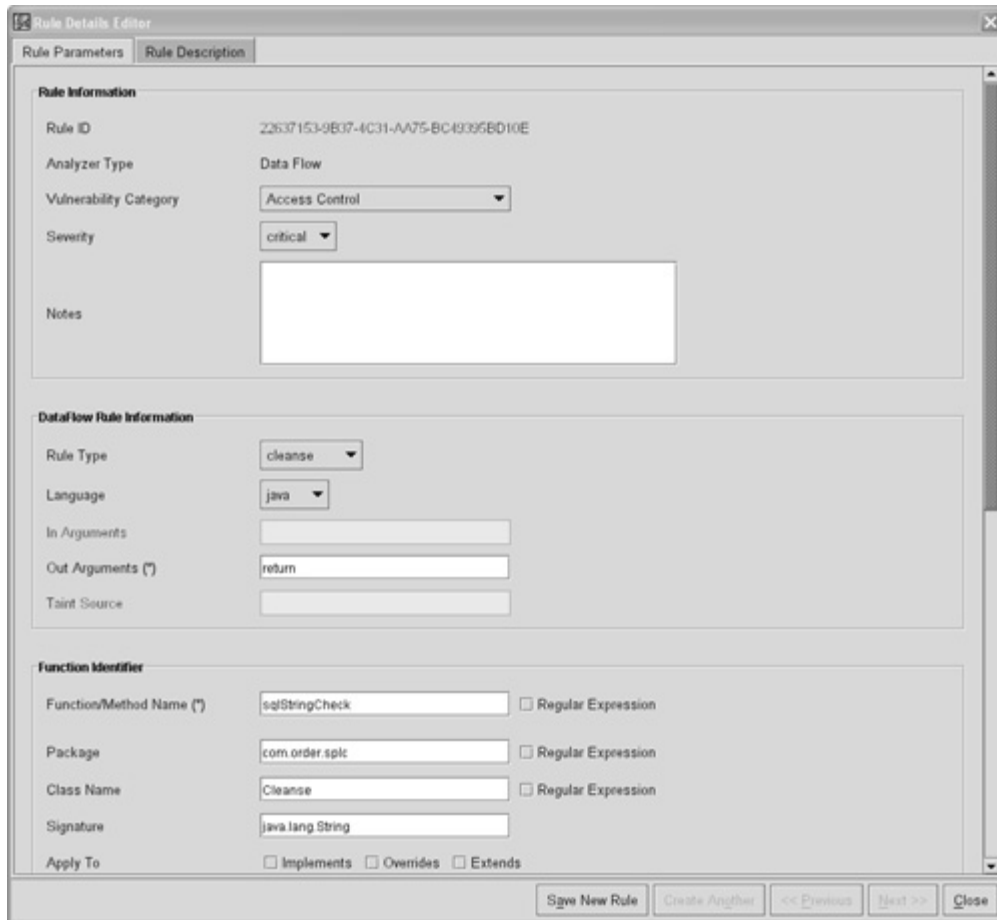 Rule Details Editor
Rule Parameters Rule Description
Rule Information
Rule ID 22637153-9B37-4C31-AA75-BC49395BD10E
Analyzer Type Data Flow
Vulnerability Category Access Control
Severity critical
Notes
DataFlow Rule Information
Rule Type cleanse
Language java
In Arguments
Out Arguments (*) return
Taint Source
Function Identifier
Function/Method Name (*) sqlStringCheck Regular Expression
Package com.order.splc Regular Expression
Class Name Cleanse Regular Expression
Signature java.lang.String
Apply To Implements Overrides Extends
Save New Rule Create Another << Previous Next >> Close